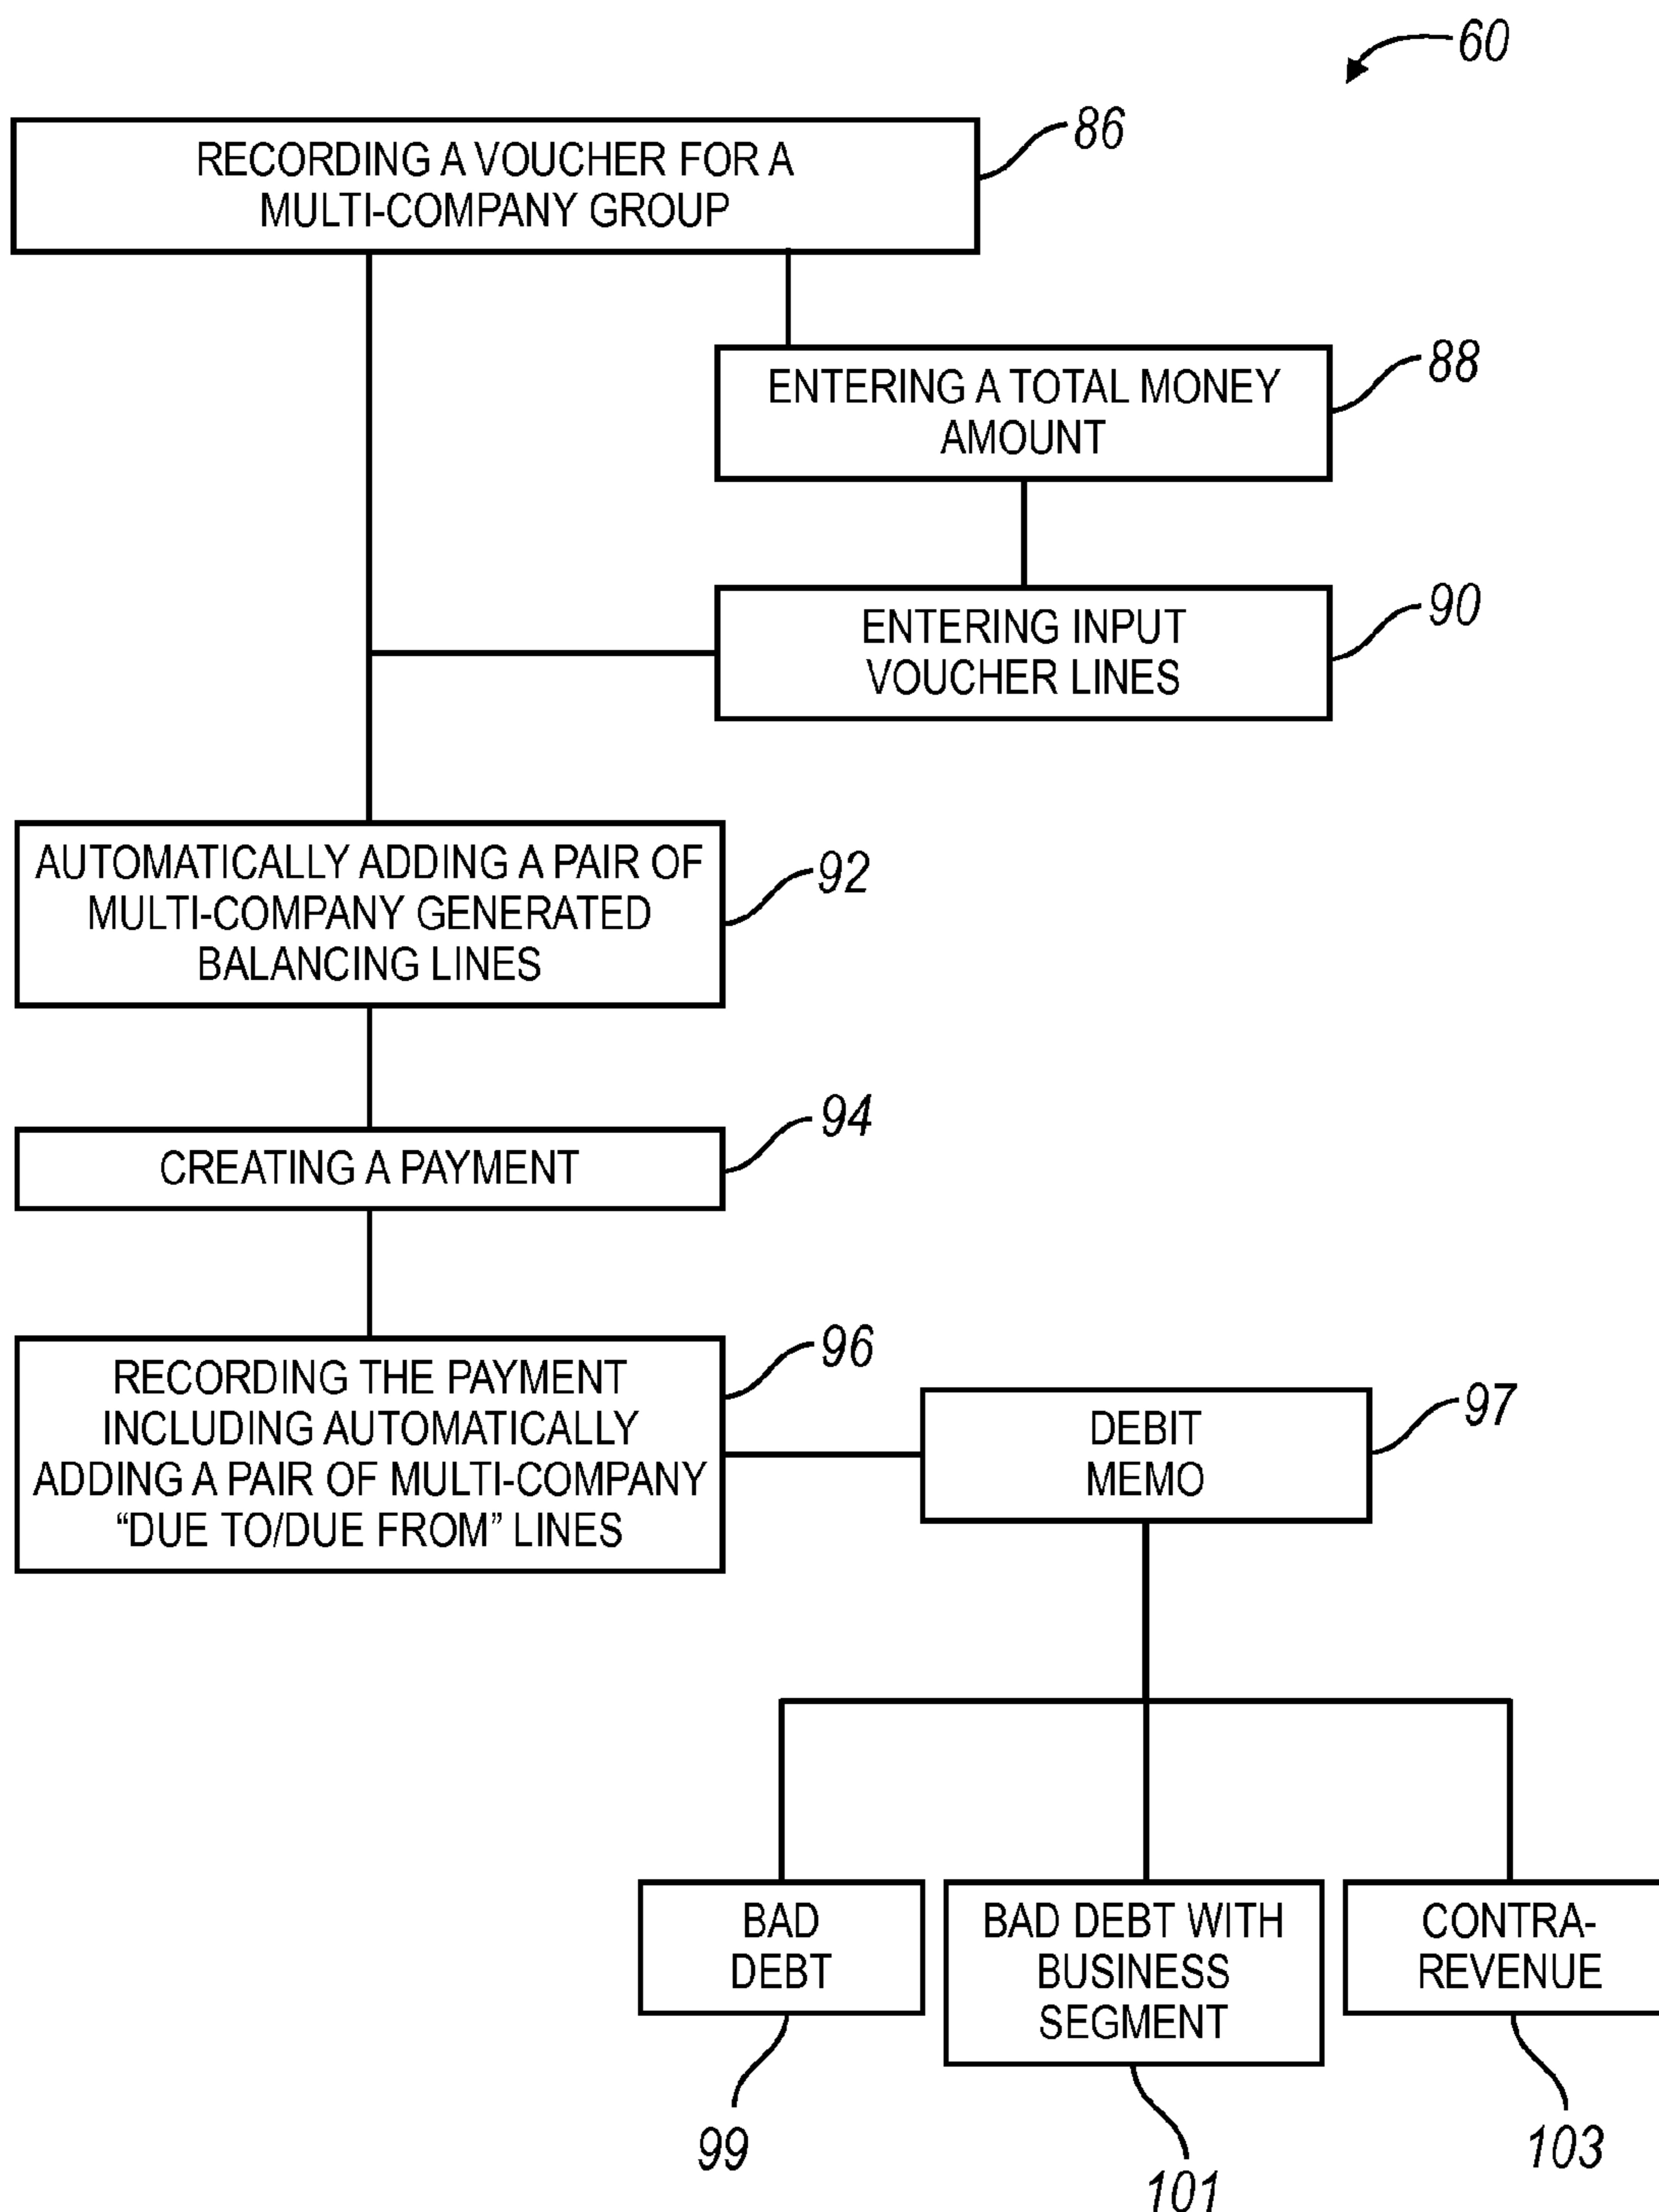 60
RECORDING A VOUCHER FOR A
MULTI-COMPANY GROUP
86
ENTERING A TOTAL MONEY
AMOUNT
88
ENTERING INPUT
VOUCHER LINES
90
AUTOMATICALLY ADDING A PAIR OF
MULTI-COMPANY GENERATED
BALANCING LINES
92
CREATING A PAYMENT
94
RECORDING THE PAYMENT
INCLUDING AUTOMATICALLY
ADDING A PAIR OF MULTI-COMPANY
“DUE TO/DUE FROM” LINES
96
DEBIT
MEMO
97
BAD
DEBT
99
BAD DEBT WITH
BUSINESS
SEGMENT
101
CONTRA-
REVENUE
103